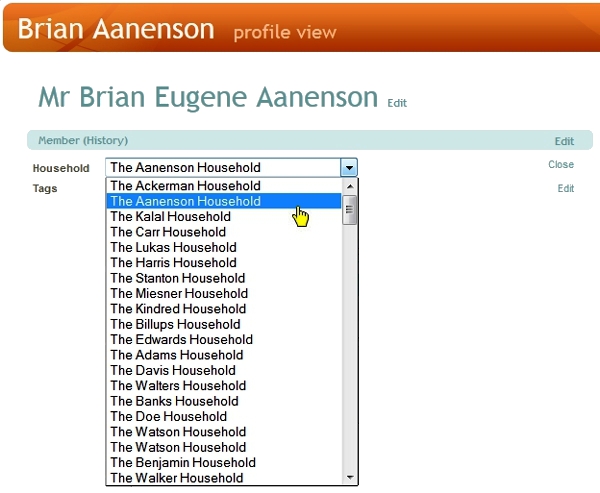 Brian Aanenson profile view
Mr Brian Eugene Aanenson Edit
Member (History) Edit
Household The Aanenson Household Close
Tags Edit
The Ackerman Household
The Aanenson Household
The Kalal Household
The Carr Household
The Lukas Household
The Harris Household
The Stanton Household
The Miesner Household
The Kindred Household
The Billups Household
The Edwards Household
The Adams Household
The Davis Household
The Walters Household
The Banks Household
The Doe Household
The Watson Household
The Watson Household
The Benjamin Household
The Walker Household